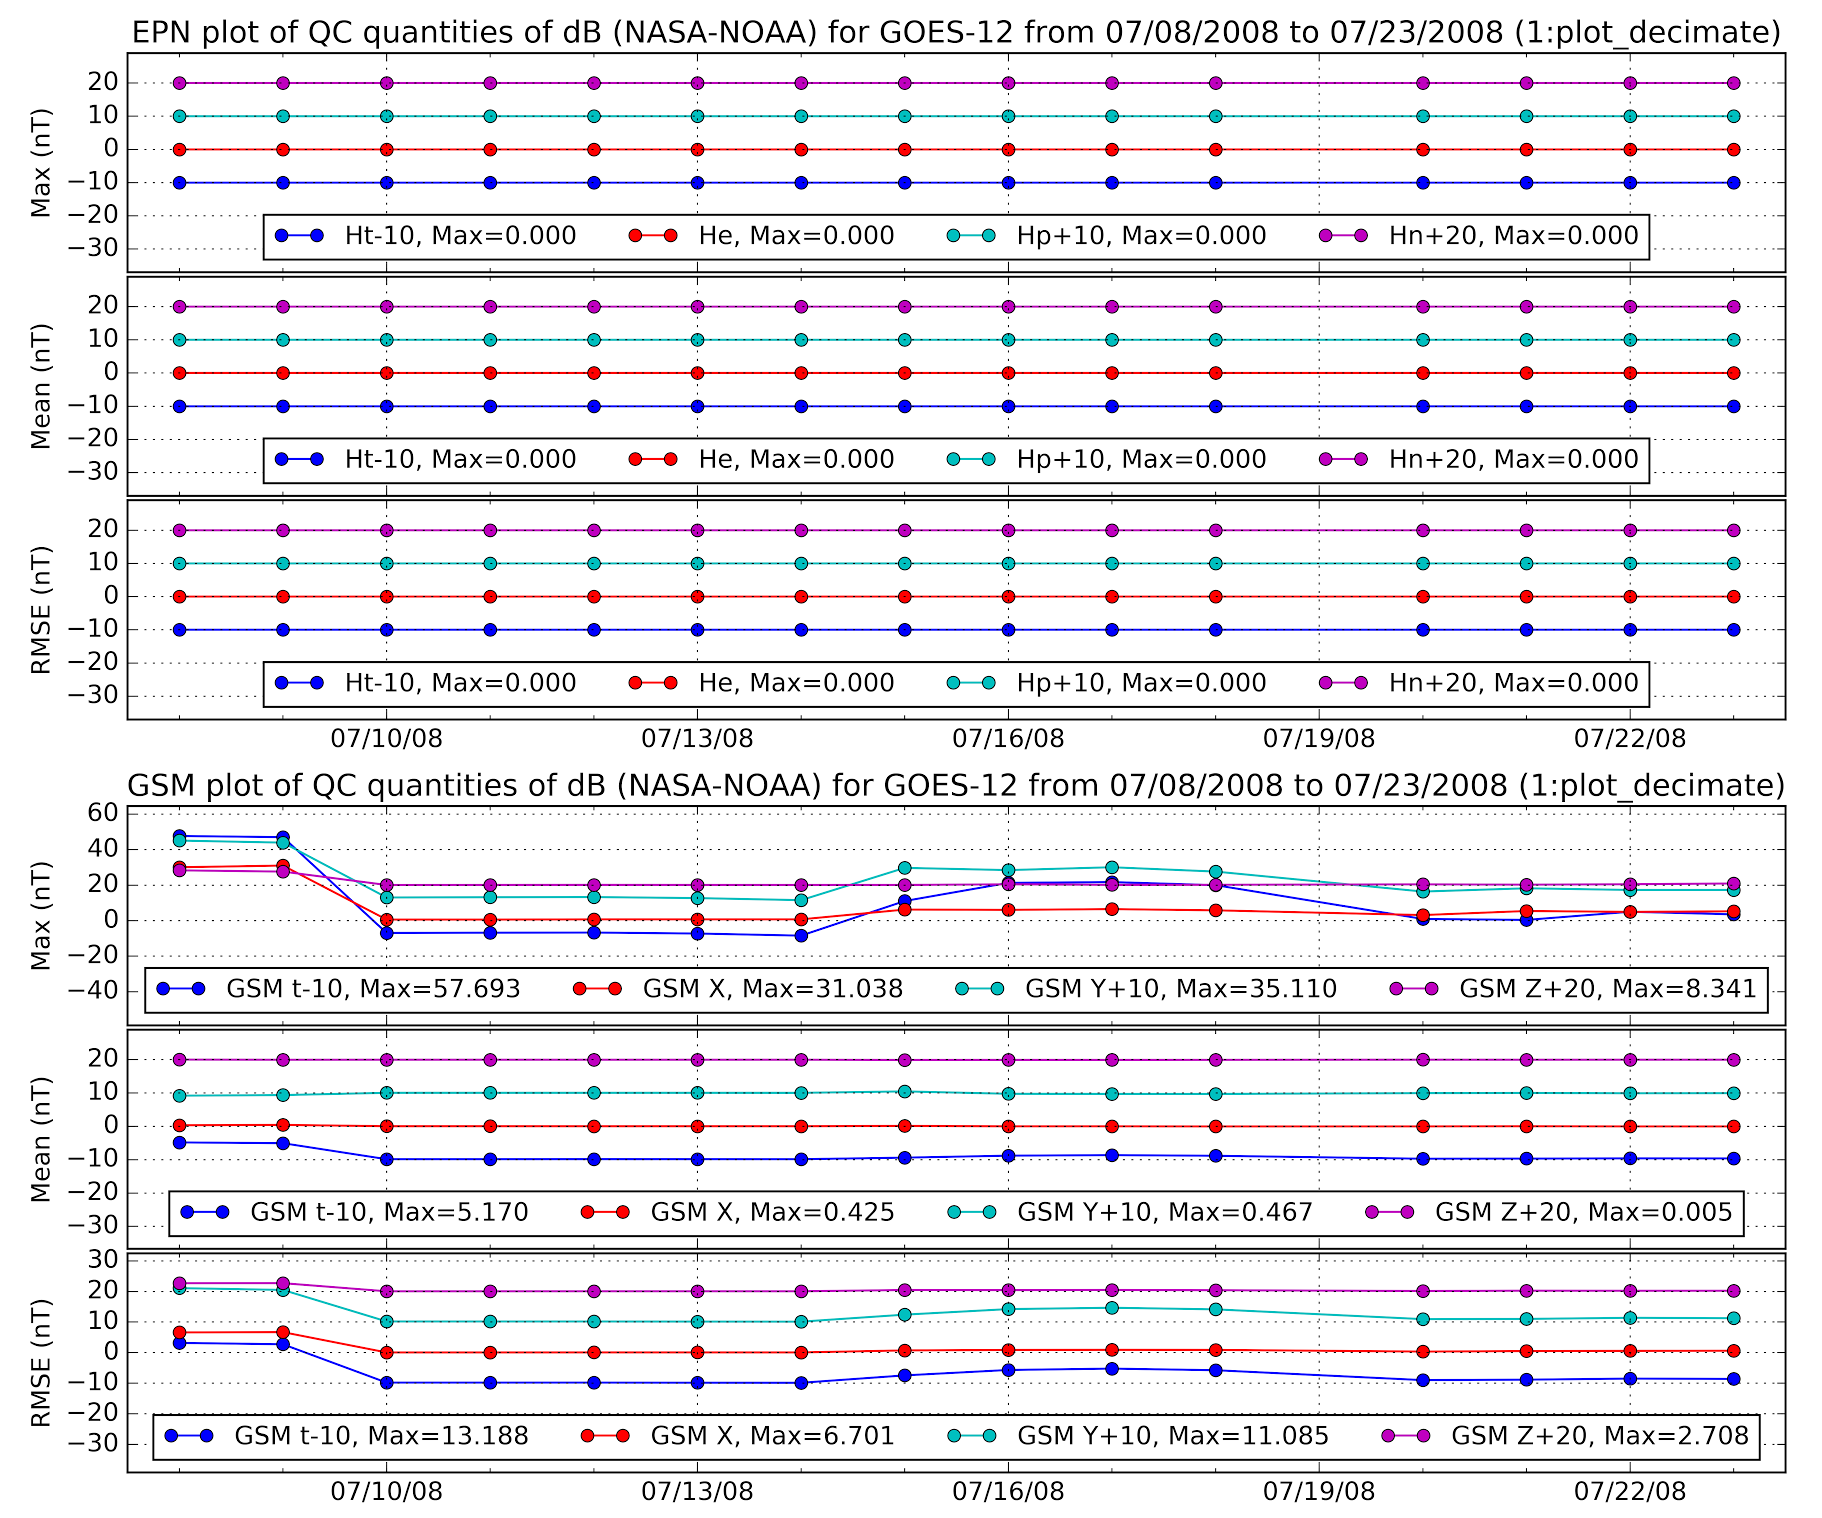 EPN plot of QC quantities of dB (NASA-NOAA) for GOES-12 from 07/08/2008 to 07/23/2008 (1:plot_decimate)
Max (nT)
20
10
0
−10
−20
−30
Ht-10, Max=0.000 He, Max=0.000 Hp+10, Max=0.000 Hn+20, Max=0.000
Mean (nT)
20
10
0
−10
−20
−30
Ht-10, Max=0.000 He, Max=0.000 Hp+10, Max=0.000 Hn+20, Max=0.000
RMSE (nT)
20
10
0
−10
−20
−30
Ht-10, Max=0.000 He, Max=0.000 Hp+10, Max=0.000 Hn+20, Max=0.000
07/10/08 07/13/08 07/16/08 07/19/08 07/22/08
GSM plot of QC quantities of dB (NASA-NOAA) for GOES-12 from 07/08/2008 to 07/23/2008 (1:plot_decimate)
Max (nT)
60
40
20
0
−20
−40
GSM t-10, Max=57.693 GSM X, Max=31.038 GSM Y+10, Max=35.110 GSM Z+20, Max=8.341
Mean (nT)
20
10
0
−10
−20
−30
GSM t-10, Max=5.170 GSM X, Max=0.425 GSM Y+10, Max=0.467 GSM Z+20, Max=0.005
RMSE (nT)
30
20
10
0
−10
−20
−30
GSM t-10, Max=13.188 GSM X, Max=6.701 GSM Y+10, Max=11.085 GSM Z+20, Max=2.708
07/10/08 07/13/08 07/16/08 07/19/08 07/22/08